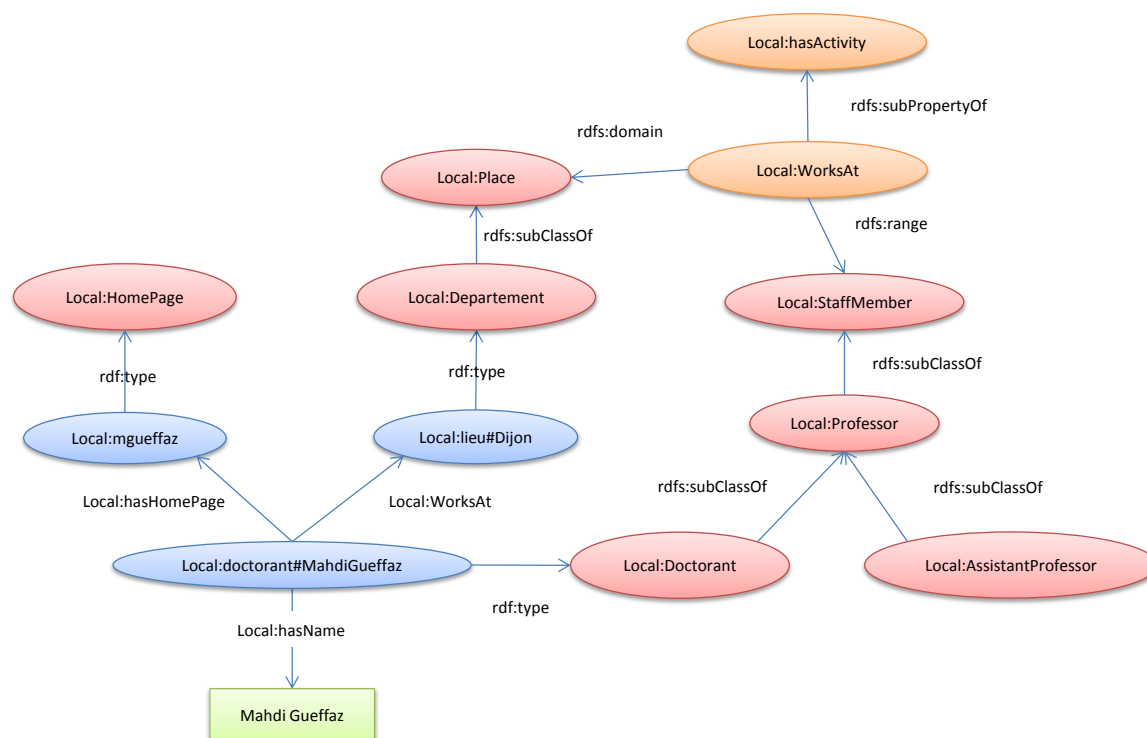 Local:hasActivity
rdfs:subPropertyOf
rdfs:domain
Local:Place
Local:WorksAt
rdfs:subClassOf
rdfs:range
Local:HomePage
Local:Departement
Local:StaffMember
rdf:type
rdf:type
rdfs:subClassOf
Local:mgueffaz
Local:lieu#Dijon
Local:Professor
Local:hasHomePage
Local:WorksAt
rdfs:subClassOf
rdfs:subClassOf
Local:doctorant#MahdiGueffaz
Local:Doctorant
Local:AssistantProfessor
rdf:type
Local:hasName
Mahdi Gueffaz